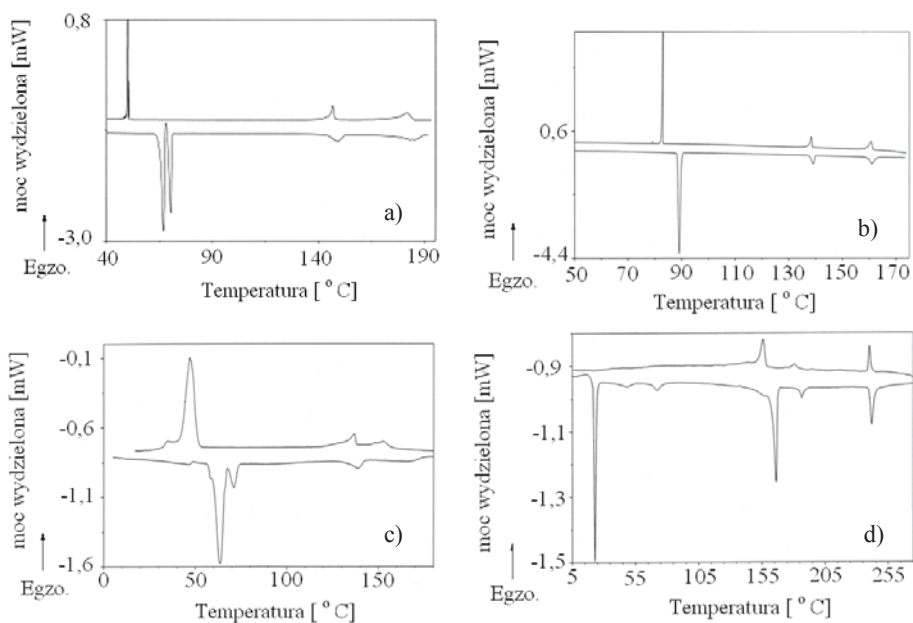 0,8
moc wydzielona [mW]
-3,0
Egzo.
40 90 140 190
Temperatura [ ° C]
a)
moc wydzielona [mW]
0,6
-4,4
Egzo.
50 70 90 110 130 150 170
Temperatura [ ° C]
b)
-0,1
-0,6
-1,1
-1,6
moc wydzielona [mW]
Egzo.
0 50 100 150
Temperatura [ ° C]
c)
-0,9
-1,1
-1,3
-1,5
moc wydzielona [mW]
Egzo.
5 55 105 155 205 255
Temperatura [ ° C]
d)